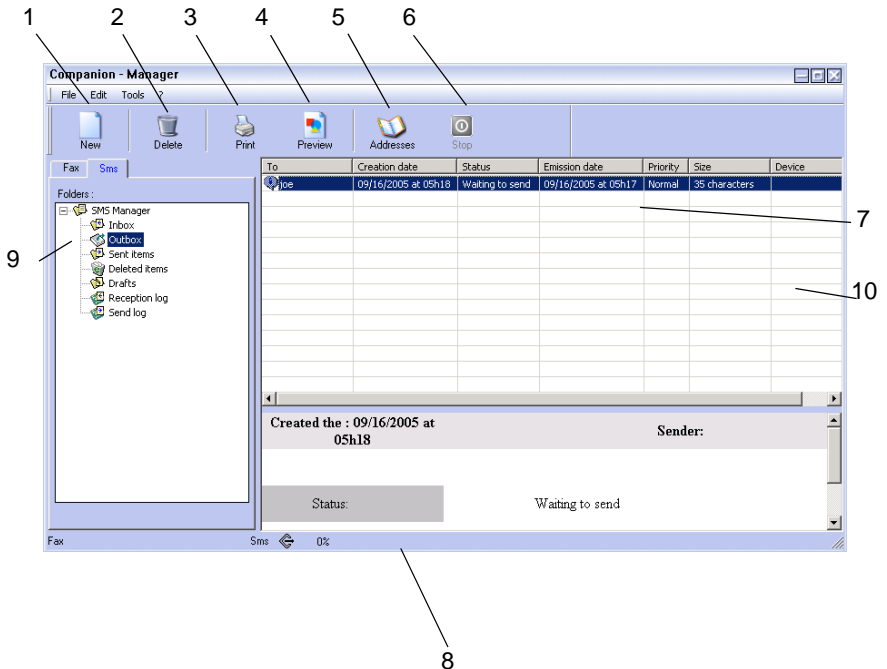 1 2 3 4 5 6
Companion - Manager
File Edit Tools ?
New Delete Print Preview Addresses Stop
Fax Sms
To Creation date Status Emission date Priority Size Device
joe 09/16/2005 at 05h18 Waiting to send 09/16/2005 at 05h17 Normal 35 characters
Folders :
SMS Manager
Inbox
Outbox
Sent items
Deleted items
Drafts
Reception log
Send log
7
9
10
Created the : 09/16/2005 at
05h18
Sender:
Status: Waiting to send
Fax Sms 0%
8